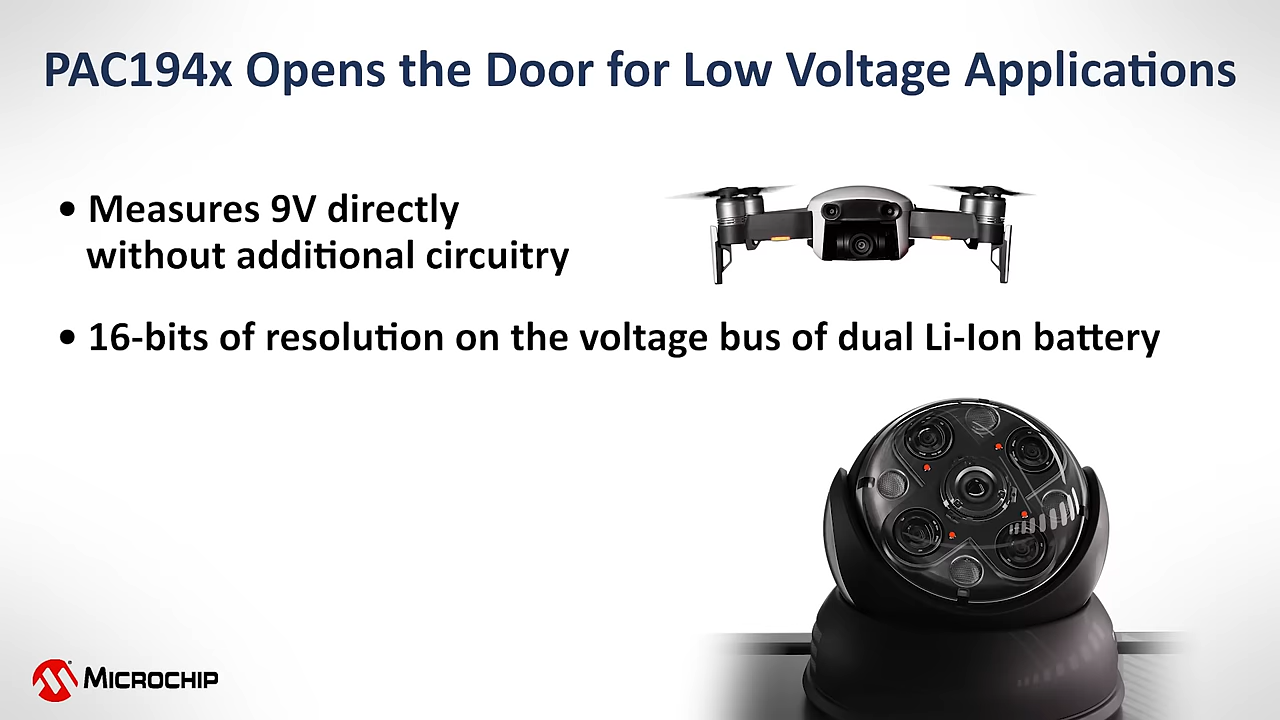 PAC194x Opens the Door for Low Voltage Applications
• Measures 9V directly
without additional circuitry
• 16-bits of resolution on the voltage bus of dual Li-Ion battery
MICROCHIP